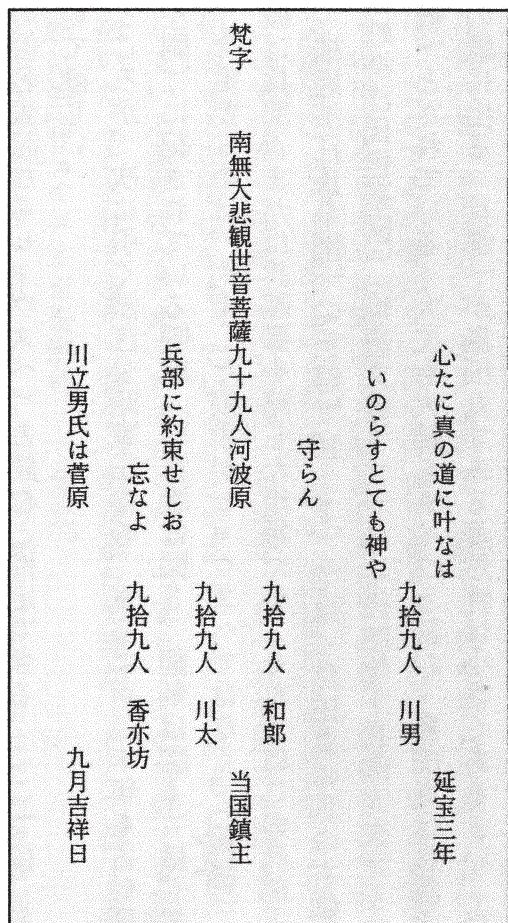 心たに真の道に叶なは　延宝三年
九拾九人　川男
いのらすとても神や
守らん
九拾九人　和郎
梵字　南無大悲観世音菩薩九十九人河波原　当国鎮主
九拾九人　川太
兵部に約束せしお
忘なよ　九拾九人　香亦坊
川立男氏は菅原　九月吉祥日